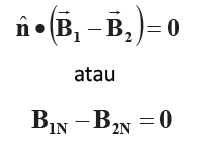 n̂ • (B⃗₁ − B⃗₂) = 0
atau
B₁N − B₂N = 0